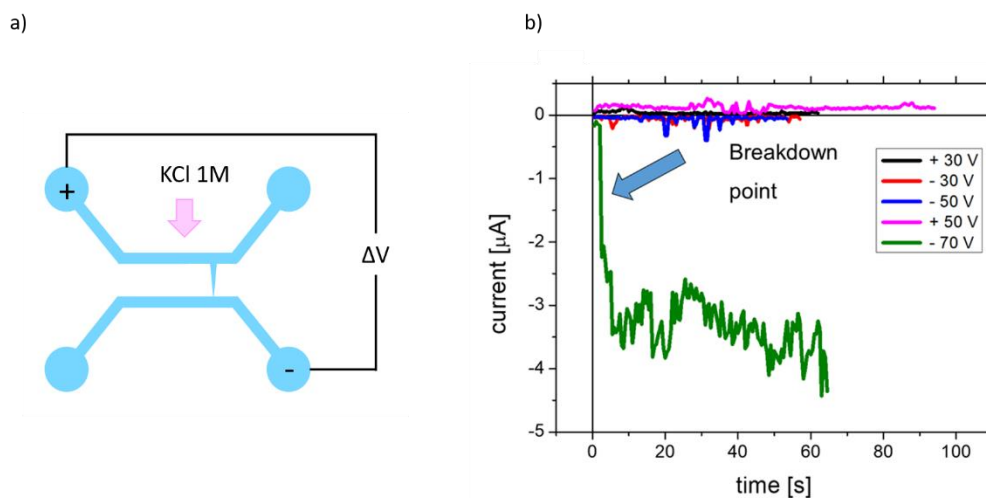 a)
b)
KCl 1M
+
ΔV
-
0
-1
-2
-3
-4
-5
current [μA]
Breakdown
point
+ 30 V
- 30 V
- 50 V
+ 50 V
- 70 V
0
20
40
60
80
100
time [s]